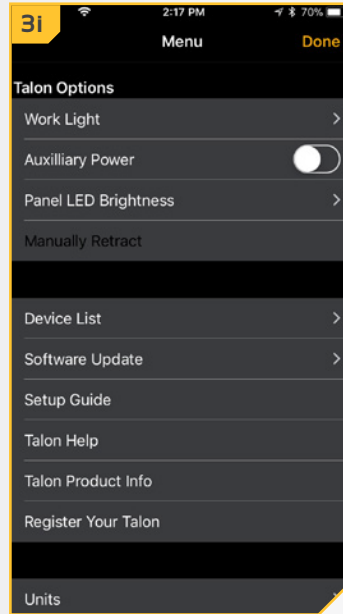 3i
2:17 PM
70%
Menu
Done
Talon Options
Work Light
Auxilliary Power
Panel LED Brightness
Manually Retract
Device List
Software Update
Setup Guide
Talon Help
Talon Product Info
Register Your Talon
Units